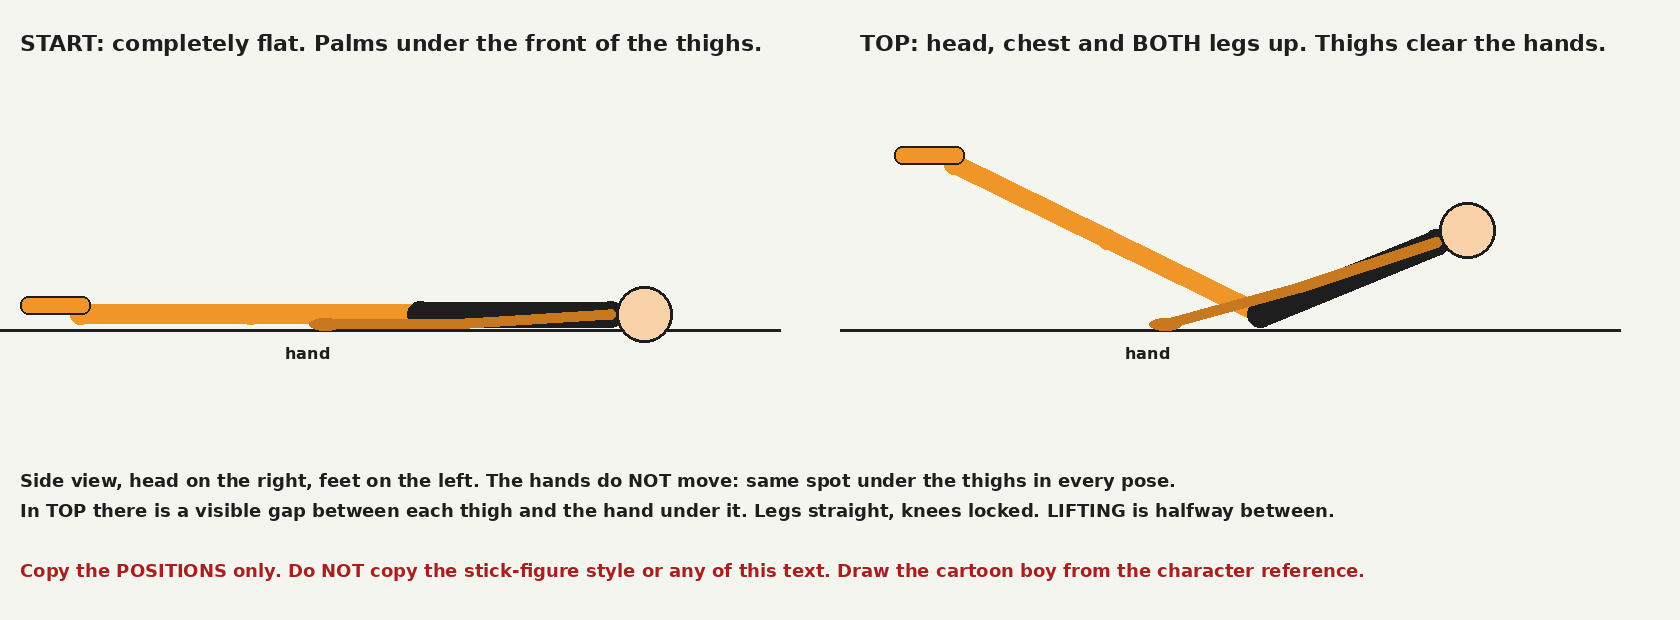 START: completely flat. Palms under the front of the thighs.
TOP: head, chest and BOTH legs up. Thighs clear the hands.
hand
hand
Side view, head on the right, feet on the left. The hands do NOT move: same spot under the thighs in every pose.
In TOP there is a visible gap between each thigh and the hand under it. Legs straight, knees locked. LIFTING is halfway between.
Copy the POSITIONS only. Do NOT copy the stick-figure style or any of this text. Draw the cartoon boy from the character reference.